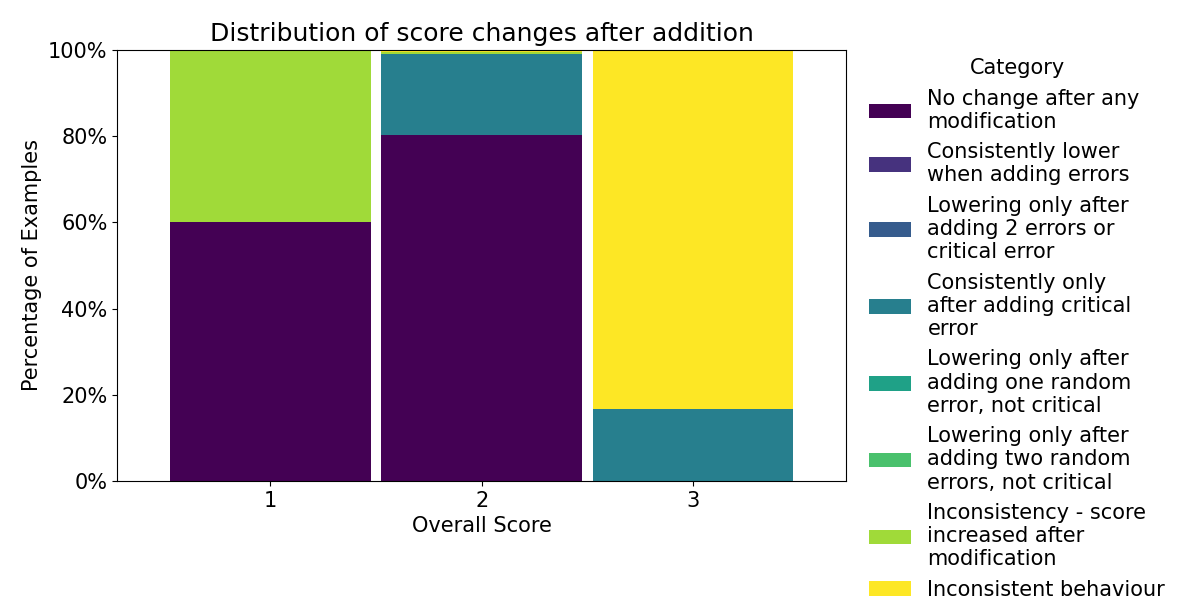 Distribution of score changes after addition
100%
80%
60%
40%
20%
0%
Percentage of Examples
1
2
3
Overall Score
Category
No change after any
modification
Consistently lower
when adding errors
Lowering only after
adding 2 errors or
critical error
Consistently only
after adding critical
error
Lowering only after
adding one random
error, not critical
Lowering only after
adding two random
errors, not critical
Inconsistency - score
increased after
modification
Inconsistent behaviour